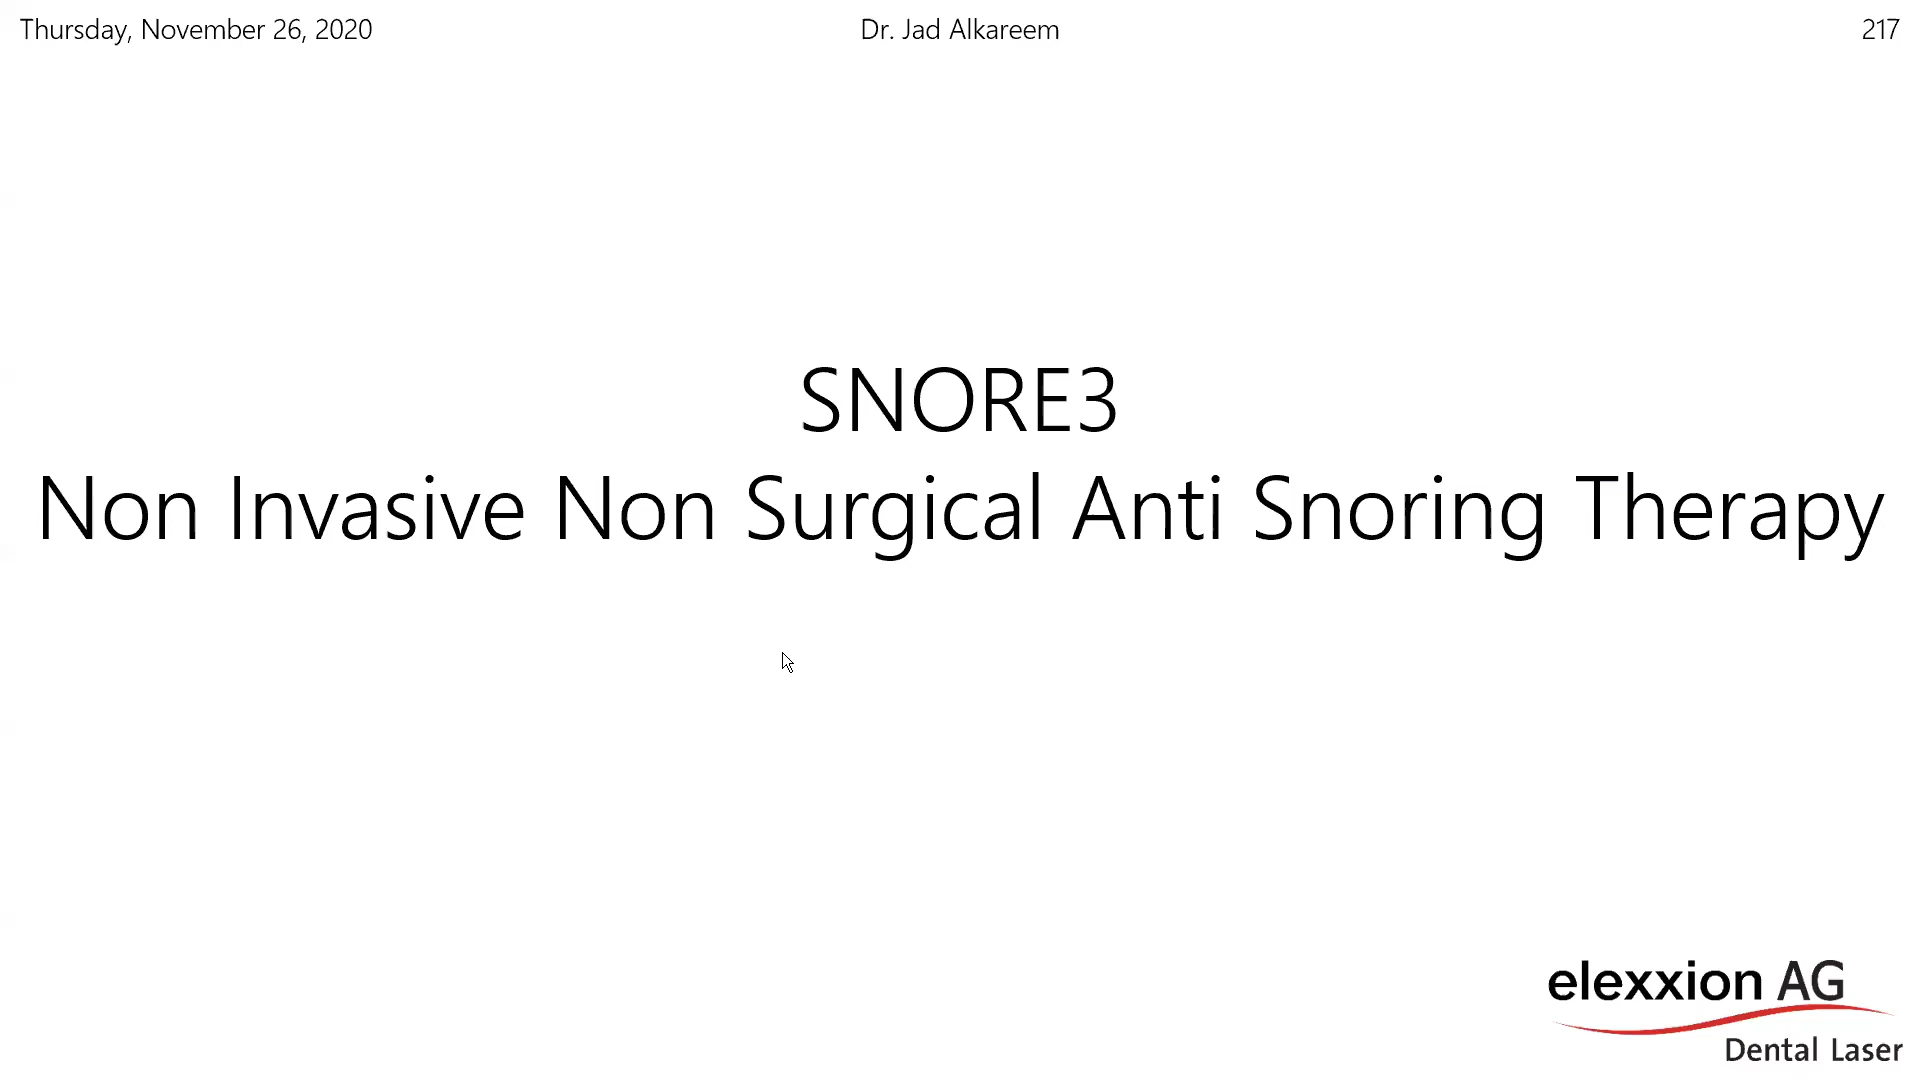 Thursday, November 26, 2020
Dr. Jad Alkareem
217
SNORE3
Non Invasive Non Surgical Anti Snoring Therapy
elexxion AG
Dental Laser